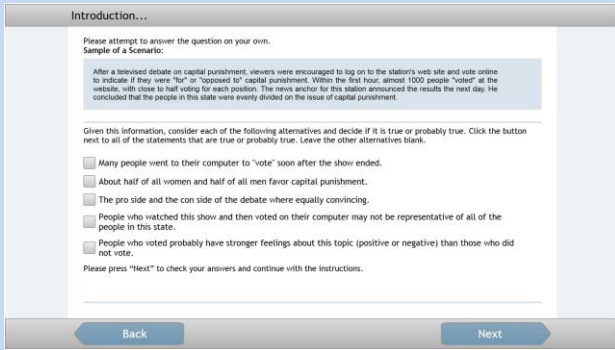 Introduction...
Please attempt to answer the question on your own.
Sample of a Scenario:
After a televised debate on capital punishment, viewers were encouraged to log on to the station's web site and vote online
to indicate if they were "for" or "opposed to" capital punishment. Within the first hour, almost 1000 people "voted" at the
website, with close to half voting for each position. The news anchor for this station announced the results the next day. He
concluded that the people in this state were evenly divided on the issue of capital punishment.
Given this information, consider each of the following alternatives and decide if it is true or probably true. Click the button
next to all of the statements that are true or probably true. Leave the other alternatives blank.
Many people went to their computer to "vote" soon after the show ended.
About half of all women and half of all men favor capital punishment.
The pro side and the con side of the debate where equally convincing.
People who watched this show and then voted on their computer may not be representative of all of the
people in this state.
People who voted probably have stronger feelings about this topic (positive or negative) than those who did
not vote.
Please press "Next" to check your answers and continue with the instructions.
Back
Next